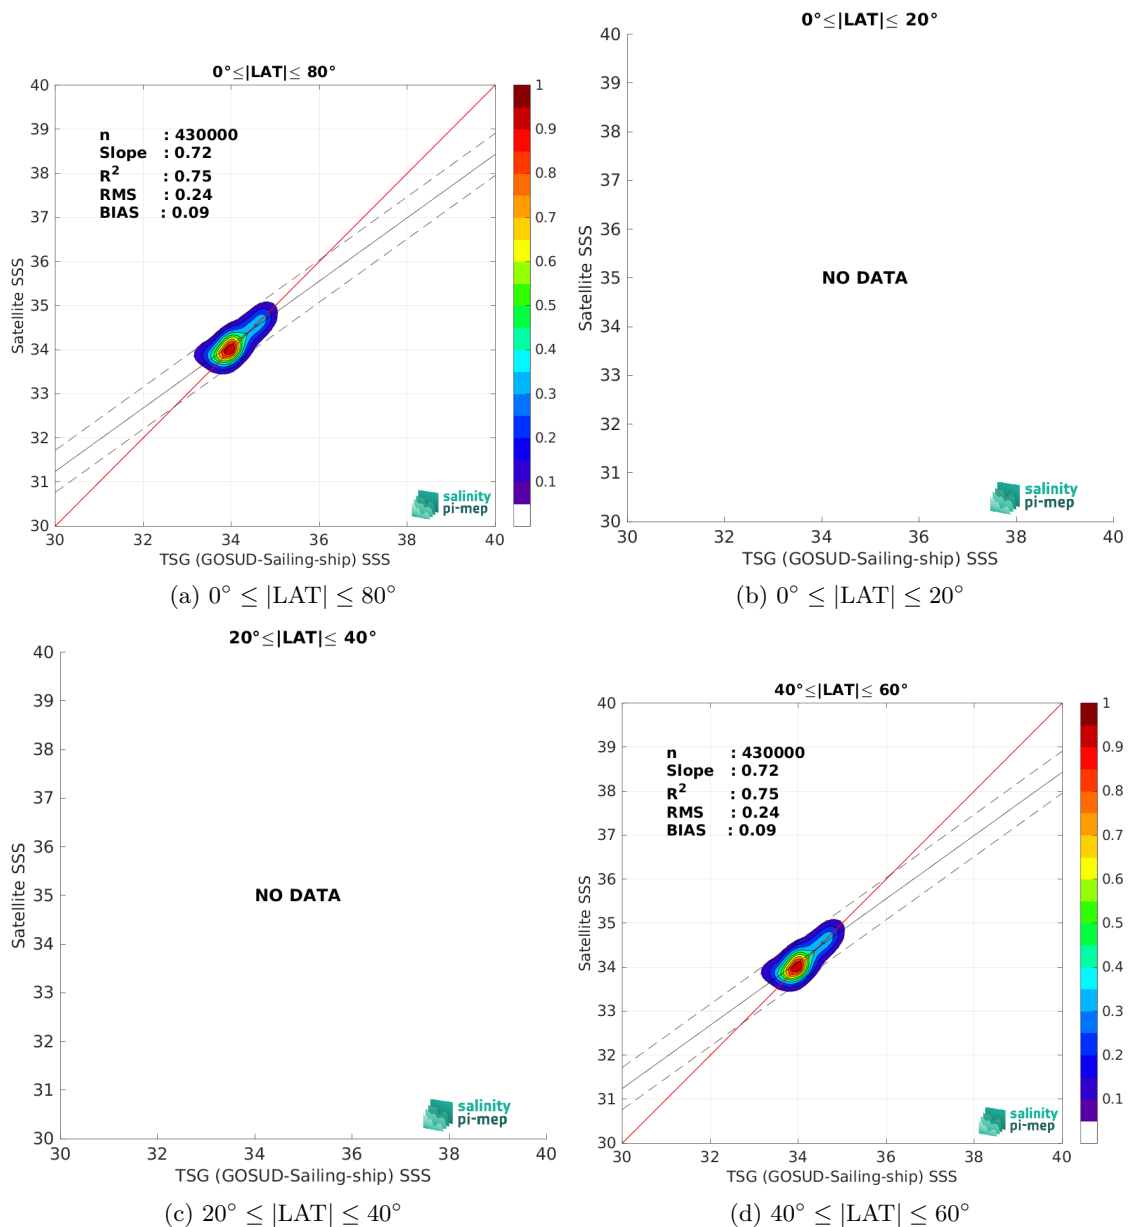 0°≤|LAT|≤ 80°
n : 430000
Slope : 0.72
R² : 0.75
RMS : 0.24
BIAS : 0.09
40
39
38
37
36
35
34
33
32
31
30
30
32
34
36
38
40
Satellite SSS
TSG (GOSUD-Sailing-ship) SSS
1
0.9
0.8
0.7
0.6
0.5
0.4
0.3
0.2
0.1
salinity
pi-mep
(a) 0° ≤ |LAT| ≤ 80°
0°≤|LAT|≤ 20°
40
39
38
37
36
35
34
33
32
31
30
30
32
34
36
38
40
Satellite SSS
NO DATA
TSG (GOSUD-Sailing-ship) SSS
salinity
pi-mep
(b) 0° ≤ |LAT| ≤ 20°
20°≤|LAT|≤ 40°
40
39
38
37
36
35
34
33
32
31
30
30
32
34
36
38
40
Satellite SSS
NO DATA
TSG (GOSUD-Sailing-ship) SSS
salinity
pi-mep
(c) 20° ≤ |LAT| ≤ 40°
40°≤|LAT|≤ 60°
n : 430000
Slope : 0.72
R² : 0.75
RMS : 0.24
BIAS : 0.09
40
39
38
37
36
35
34
33
32
31
30
30
32
34
36
38
40
Satellite SSS
TSG (GOSUD-Sailing-ship) SSS
1
0.9
0.8
0.7
0.6
0.5
0.4
0.3
0.2
0.1
salinity
pi-mep
(d) 40° ≤ |LAT| ≤ 60°